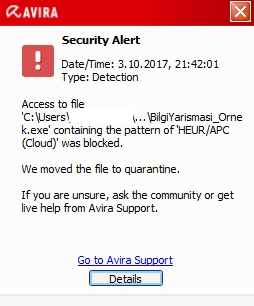 AVIRA
Security Alert
Date/Time: 3.10.2017, 21:42:01
Type: Detection
Access to file
'C:\Users\ \...\BilgiYarismasi_Orne
k.exe' containing the pattern of 'HEUR/APC
(Cloud)' was blocked.
We moved the file to quarantine.
If you are unsure, ask the community or get
live help from Avira Support.
Go to Avira Support
Details